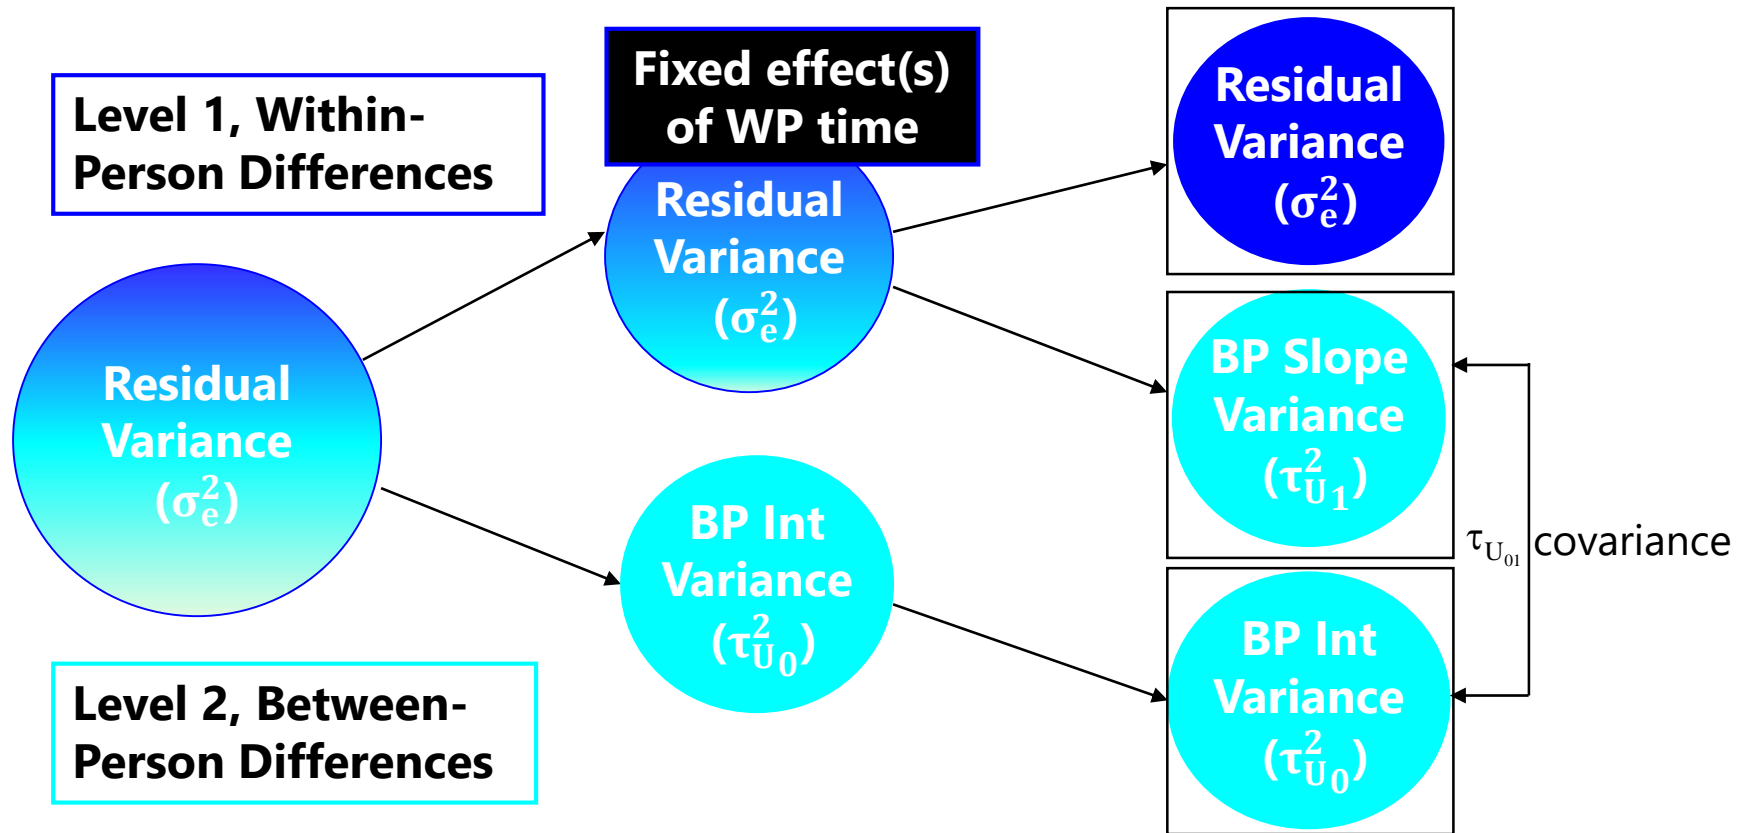 Level 1, Within-
Person Differences
Fixed effect(s)
of WP time
Residual
Variance
(σ²ₑ)
Residual
Variance
(σ²ₑ)
BP Int
Variance
(τ²U₀)
Residual
Variance
(σ²ₑ)
BP Slope
Variance
(τ²U₁)
BP Int
Variance
(τ²U₀)
τU₀₁ covariance
Level 2, Between-
Person Differences